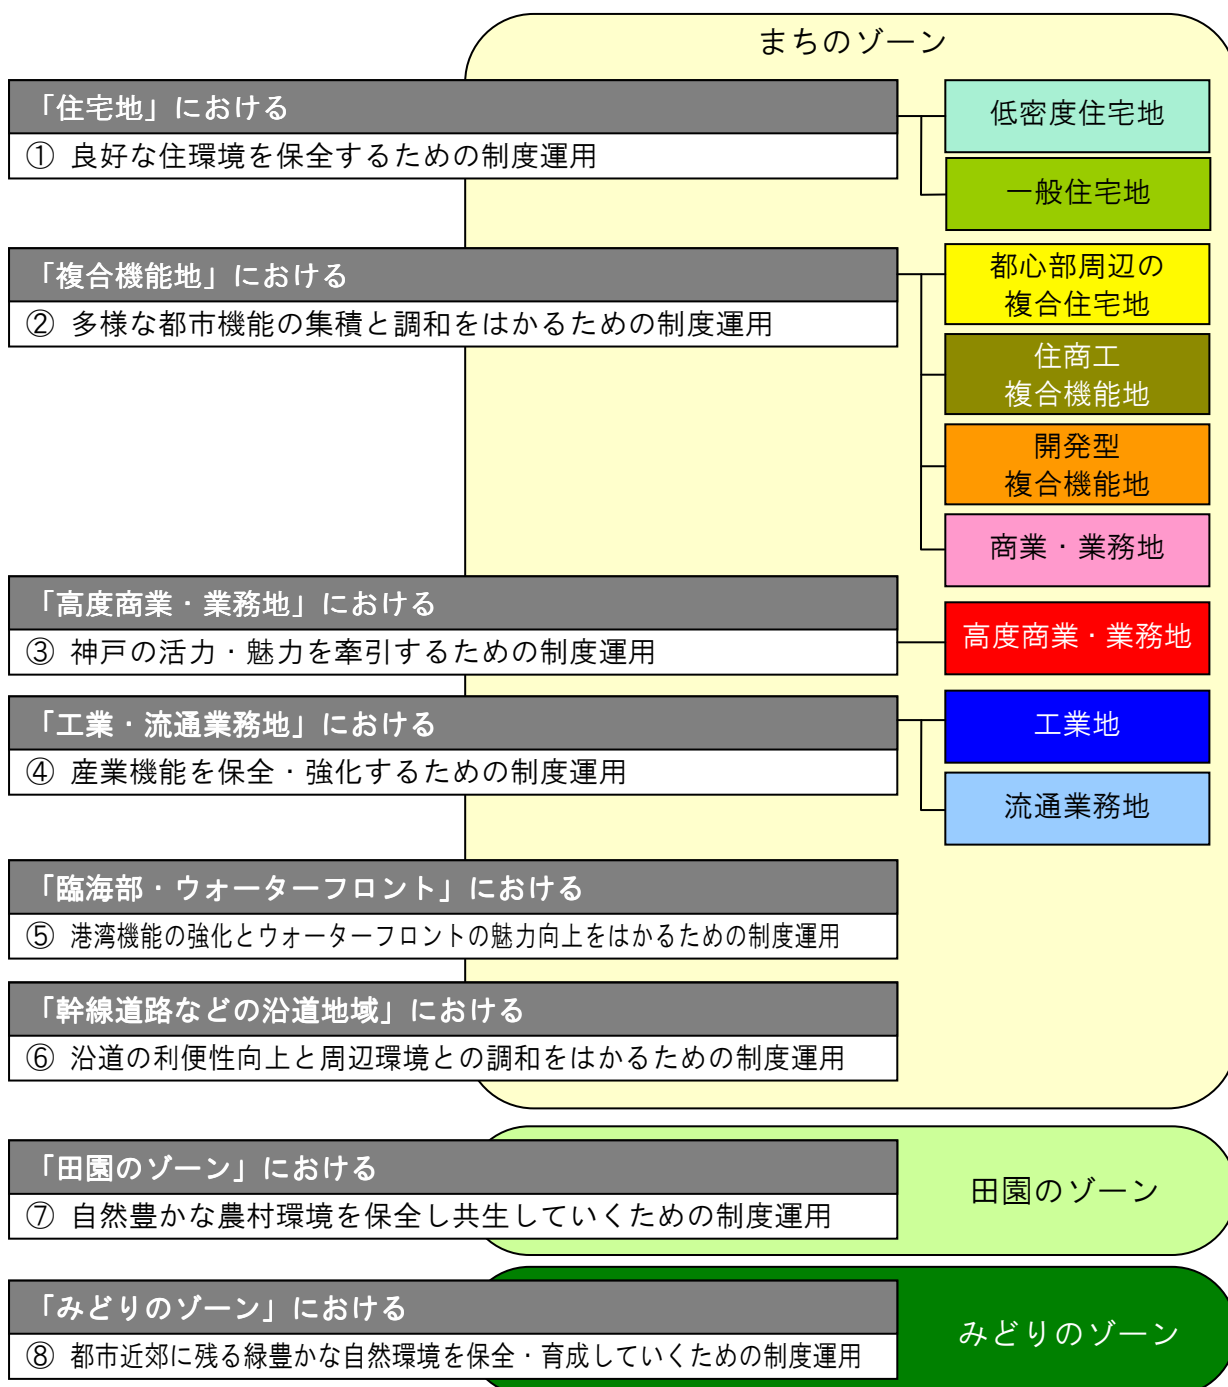 まちのゾーン
「住宅地」における
① 良好な住環境を保全するための制度運用
低密度住宅地
一般住宅地
「複合機能地」における
② 多様な都市機能の集積と調和をはかるための制度運用
都心部周辺の
複合住宅地
住商工
複合機能地
開発型
複合機能地
商業・業務地
「高度商業・業務地」における
③ 神戸の活力・魅力を牽引するための制度運用
高度商業・業務地
「工業・流通業務地」における
④ 産業機能を保全・強化するための制度運用
工業地
流通業務地
「臨海部・ウォーターフロント」における
⑤ 港湾機能の強化とウォーターフロントの魅力向上をはかるための制度運用
「幹線道路などの沿道地域」における
⑥ 沿道の利便性向上と周辺環境との調和をはかるための制度運用
「田園のゾーン」における
⑦ 自然豊かな農村環境を保全し共生していくための制度運用
田園のゾーン
「みどりのゾーン」における
⑧ 都市近郊に残る緑豊かな自然環境を保全・育成していくための制度運用
みどりのゾーン